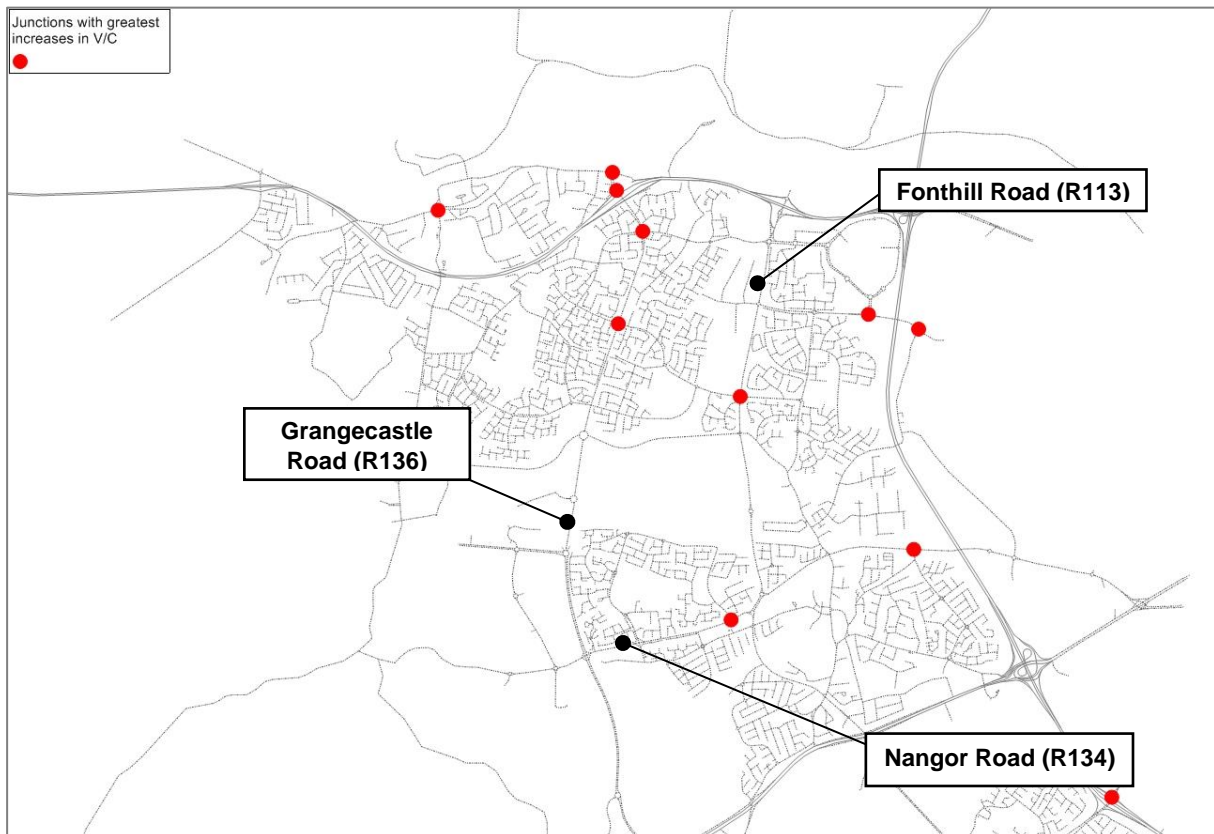 Junctions with greatest
increases in V/C
Fonthill Road (R113)
Grangecastle
Road (R136)
Nangor Road (R134)